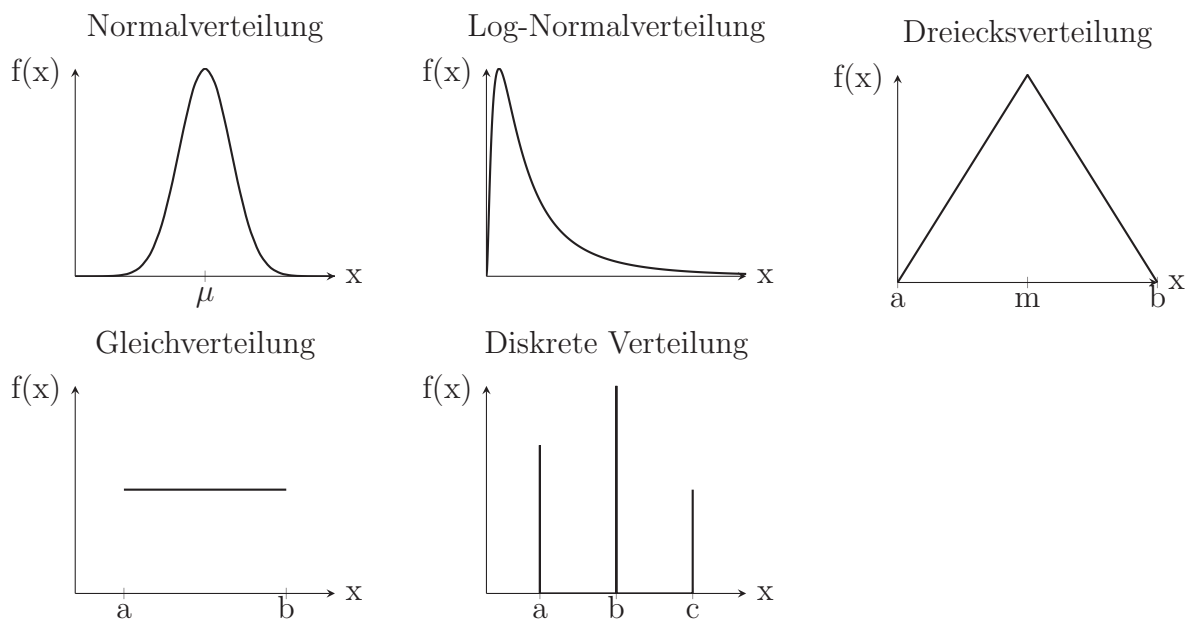 Normalverteilung
f(x)
x
μ
Log-Normalverteilung
f(x)
x
Dreiecksverteilung
f(x)
x
a m b
Gleichverteilung
f(x)
x
a b
Diskrete Verteilung
f(x)
x
a b c